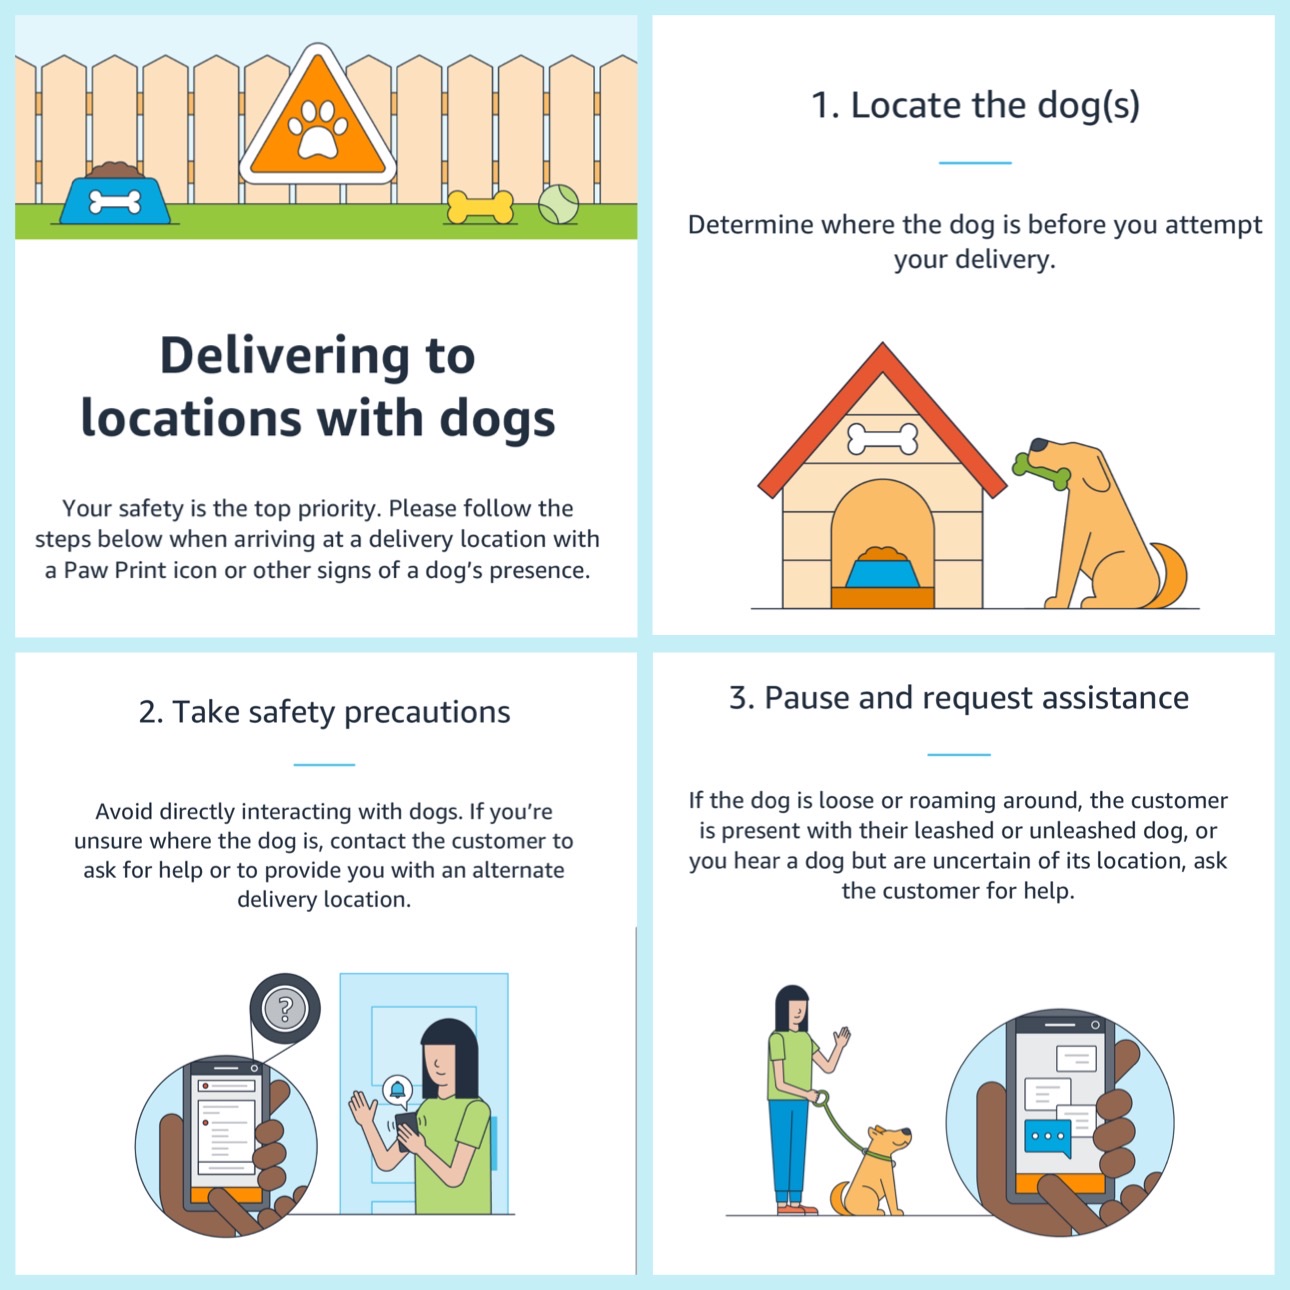 Delivering to
locations with dogs
Your safety is the top priority. Please follow the
steps below when arriving at a delivery location with
a Paw Print icon or other signs of a dog’s presence.
1. Locate the dog(s)
Determine where the dog is before you attempt
your delivery.
2. Take safety precautions
Avoid directly interacting with dogs. If you’re
unsure where the dog is, contact the customer to
ask for help or to provide you with an alternate
delivery location.
?
3. Pause and request assistance
If the dog is loose or roaming around, the customer
is present with their leashed or unleashed dog, or
you hear a dog but are uncertain of its location, ask
the customer for help.